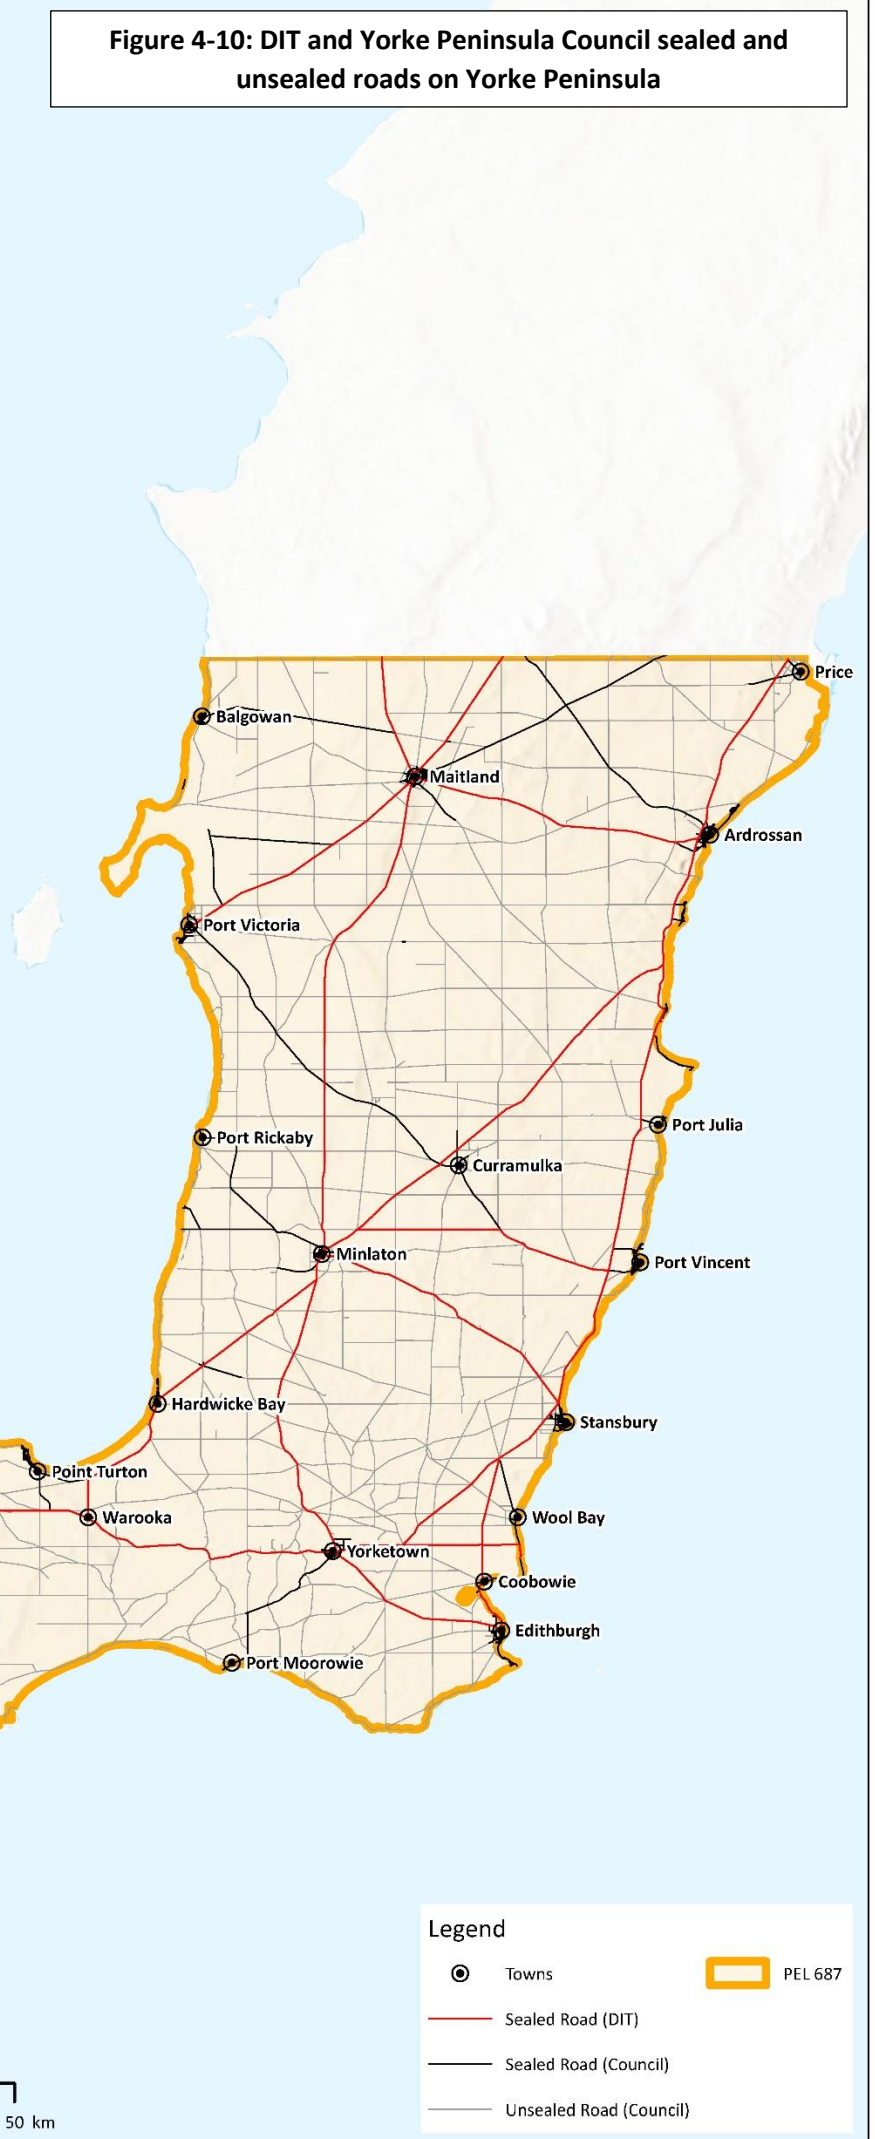 Figure 4-10: DIT and Yorke Peninsula Council sealed and
unsealed roads on Yorke Peninsula
Price
Balgowan
Maitland
Ardrossan
Port Victoria
Port Julia
Port Rickaby
Curramulka
Minlaton
Port Vincent
Hardwicke Bay
Stansbury
Point Turton
Warooka
Wool Bay
Yorketown
Coobowie
Edithburgh
Port Moorowie
Legend
Towns
PEL 687
Sealed Road (DIT)
Sealed Road (Council)
Unsealed Road (Council)
50 km